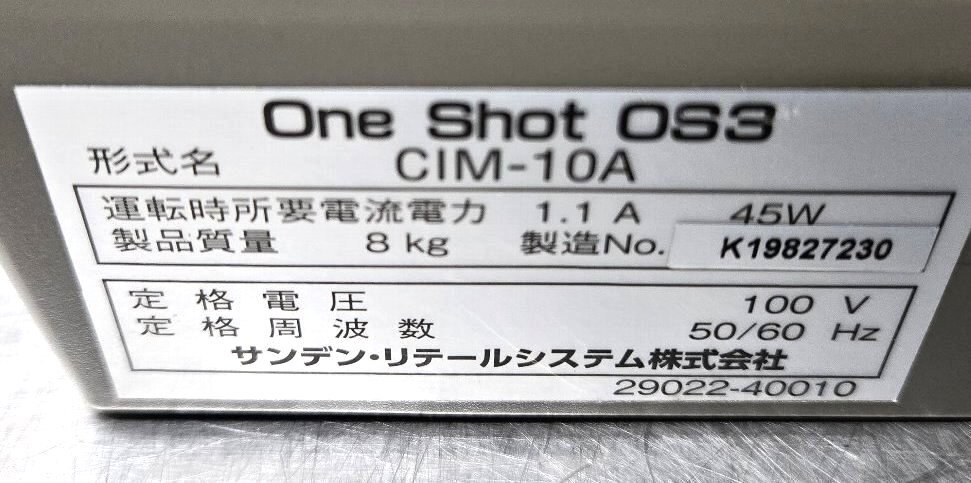 One Shot OS3
形式名 CIM-10A
運転時所要電流電力 1.1 A 45W
製品質量 8 kg 製造No. K19827230
定格電圧 100 V
定格周波数 50/60 Hz
サンデン・リテールシステム株式会社
29022-40010